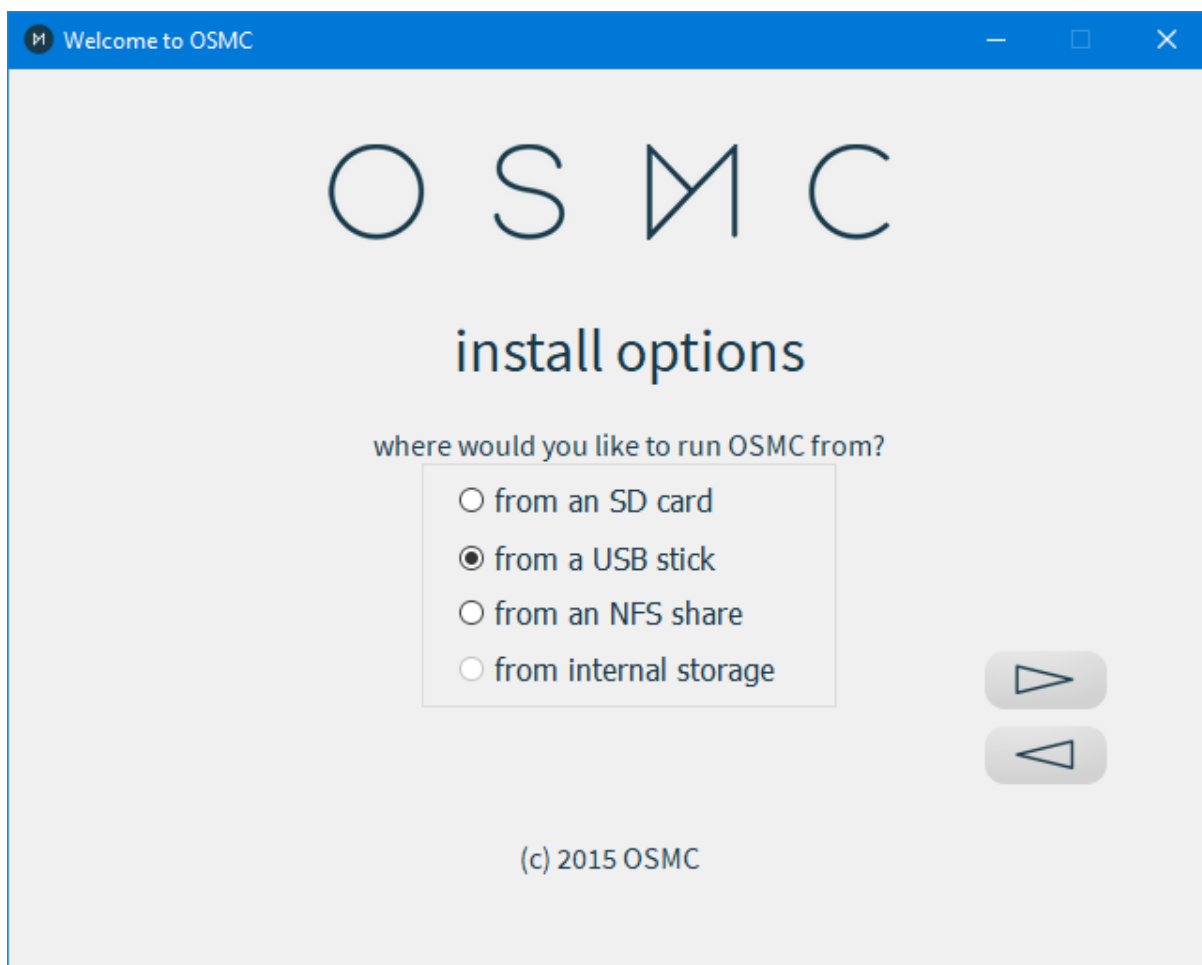 Welcome to OSMC
OSMC
install options
where would you like to run OSMC from?
from an SD card
from a USB stick
from an NFS share
from internal storage
(c) 2015 OSMC